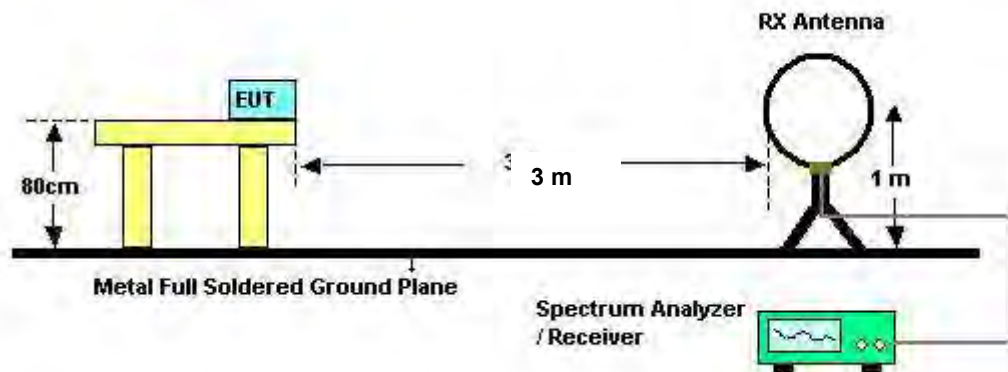 RX Antenna
EUT
80cm
3 m
1 m
Metal Full Soldered Ground Plane
Spectrum Analyzer
/ Receiver